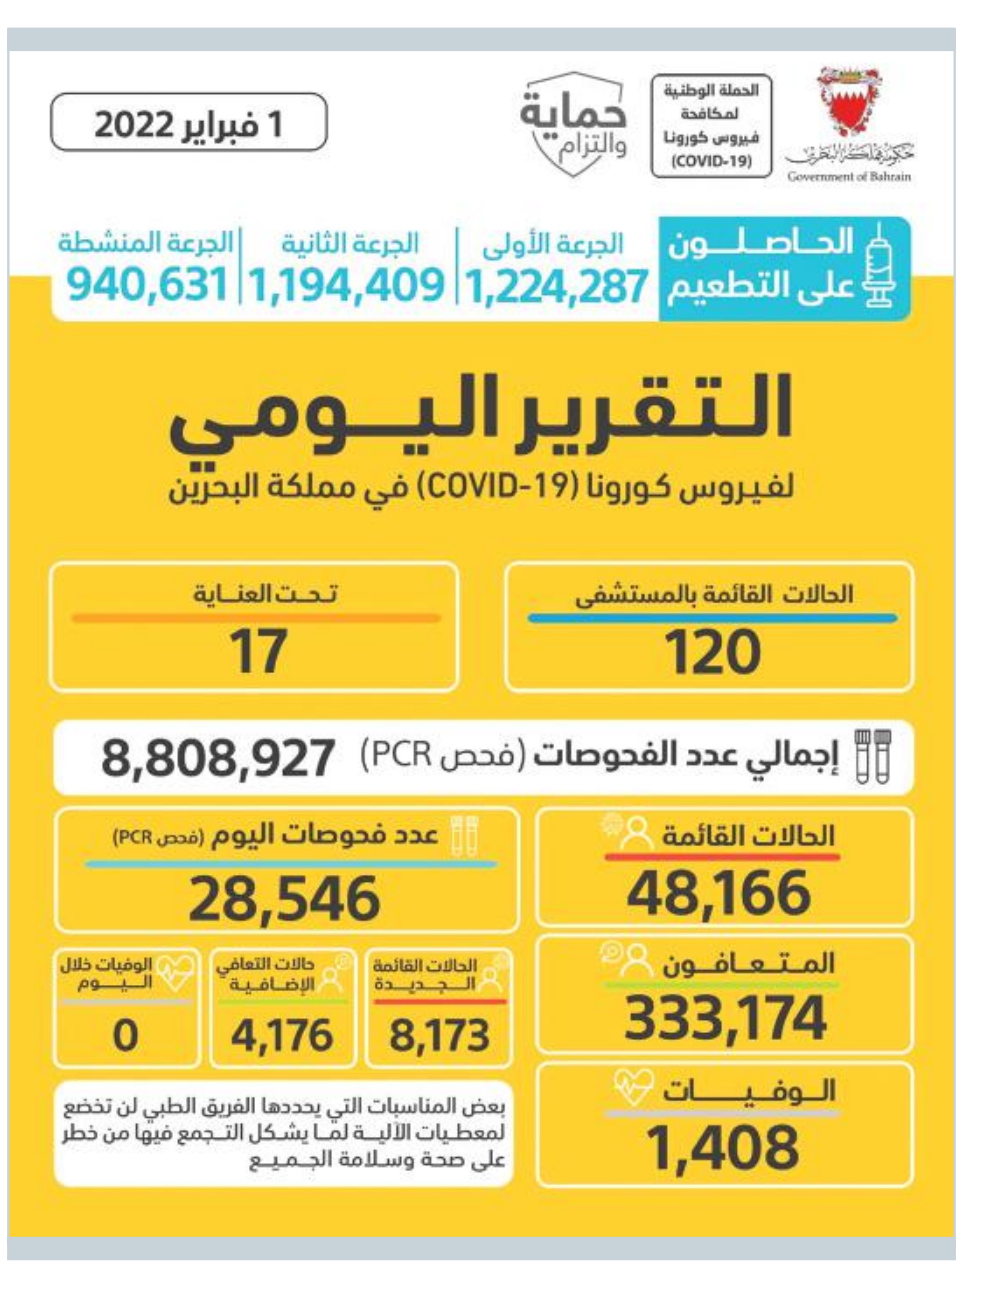 الحملة الوطنية
لمكافحة
فيروس كورونا
(COVID-19)
حماية
والتزام
Government of Bahrain
1 فبراير 2022
الحاصلون
على التطعيم
الجرعة الأولى
1,224,287
الجرعة الثانية
1,194,409
الجرعة المنشطة
940,631
التقرير اليومي
لفيروس كورونا (COVID-19) في مملكة البحرين
الحالات القائمة بالمستشفى
120
تحت العناية
17
إجمالي عدد الفحوصات (فحص PCR) 8,808,927
الحالات القائمة
48,166
عدد فحوصات اليوم (فحص PCR)
28,546
المتعافون
333,174
الحالات القائمة
الجديدة
8,173
حالات التعافي
الإضافية
4,176
الوفيات خلال
اليوم
0
الوفيات
1,408
بعض المناسبات التي يحددها الفريق الطبي لن تخضع
لمعطيات الآلية لما يشكل التجمع فيها من خطر
على صحة وسلامة الجميع